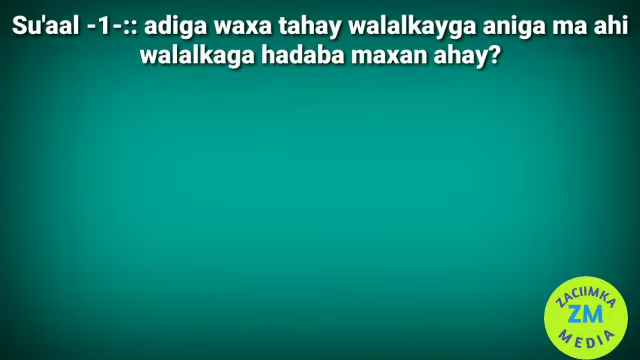 Su'aal -1-:: adiga waxa tahay walalkayga aniga ma ahi
walalkaga hadaba maxan ahay?
ZACIIMKA
ZM
MEDIA